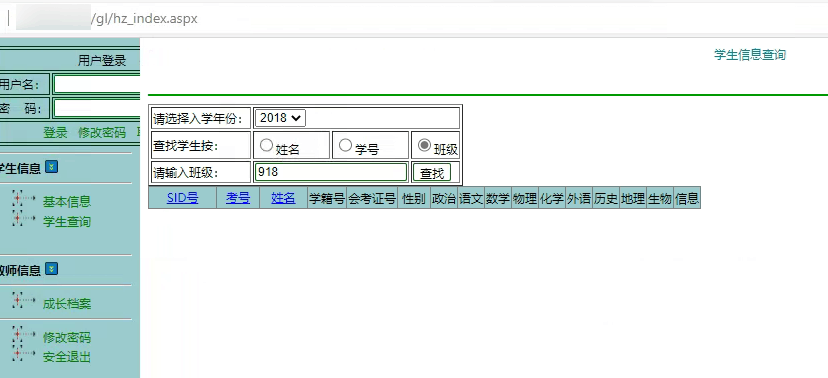 /gl/hz_index.aspx
用户登录
用户名:
密 码:
登录 修改密码
学生信息
基本信息
学生查询
教师信息
成长档案
修改密码
安全退出
学生信息查询
请选择入学年份: 2018
查找学生按: 姓名 学号 班级
请输入班级: 918 查找
SID号 考号 姓名 学籍号 会考证号 性别 政治 语文 数学 物理 化学 外语 历史 地理 生物 信息